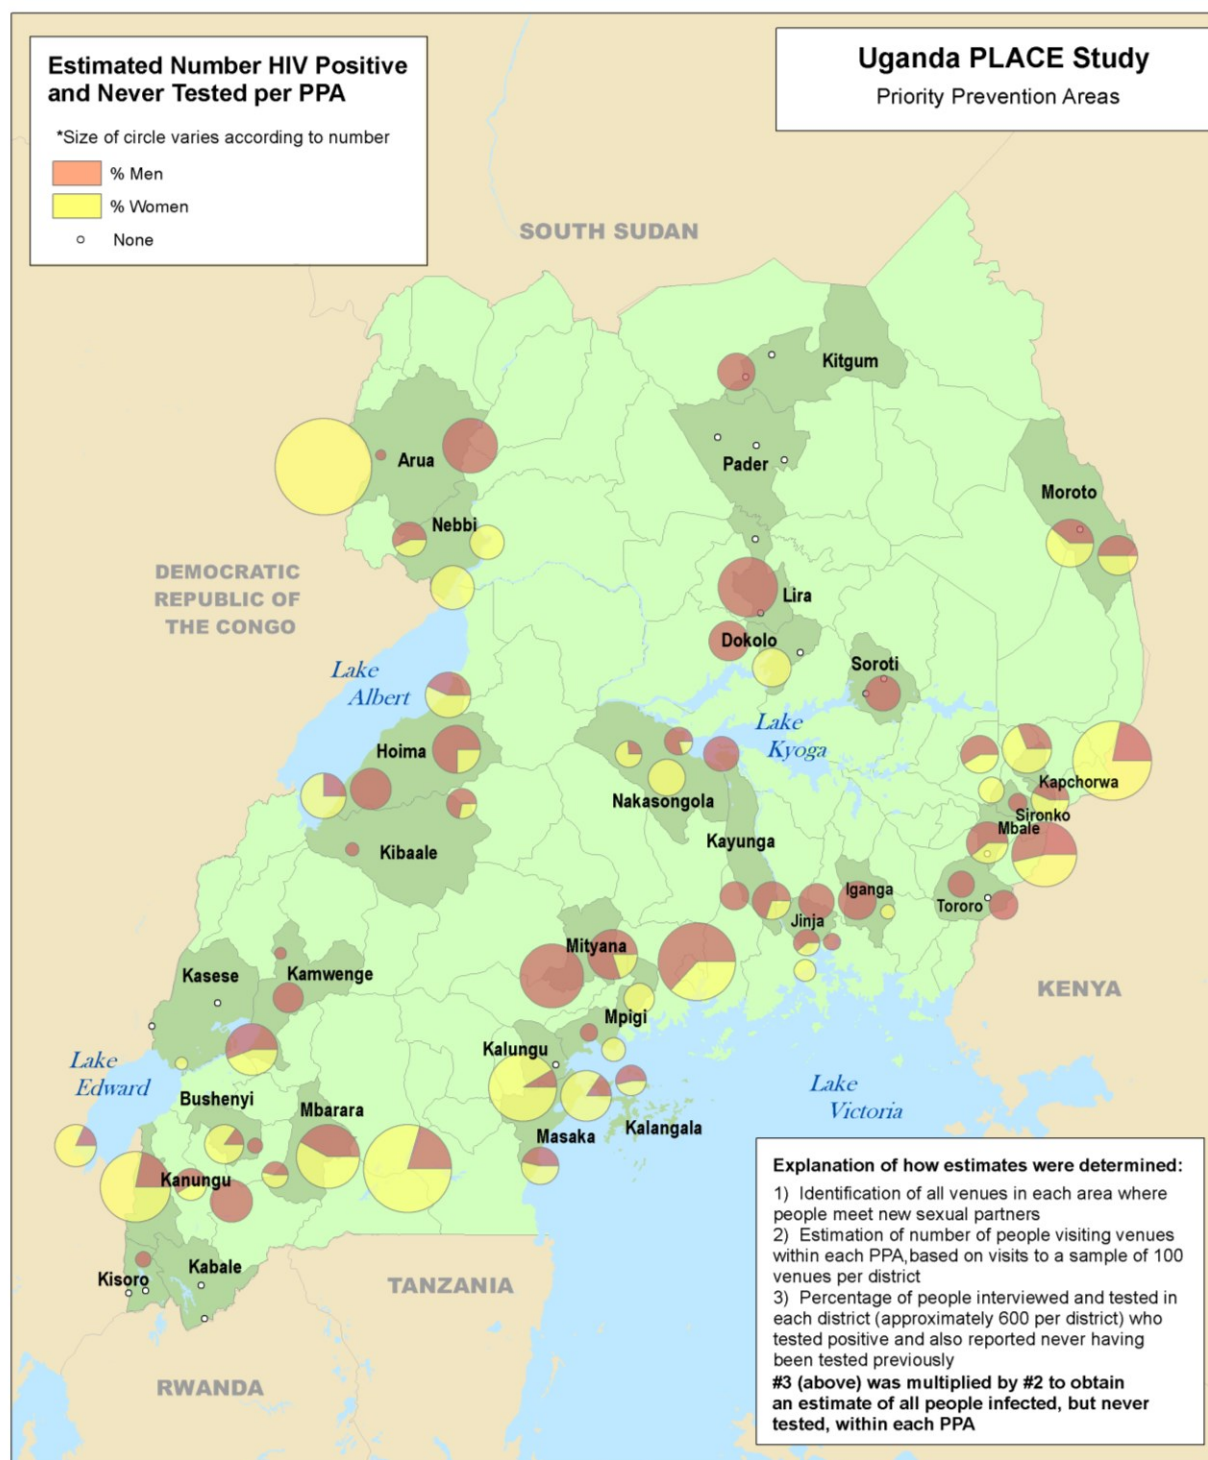 Estimated Number HIV Positive
and Never Tested per PPA
*Size of circle varies according to number
% Men
% Women
None
Uganda PLACE Study
Priority Prevention Areas
SOUTH SUDAN
Kitgum
Arua
Pader
Moroto
Nebbi
DEMOCRATIC
REPUBLIC OF
THE CONGO
Lira
Dokolo
Soroti
Lake
Albert
Lake
Kyoga
Hoima
Kapchorwa
Nakasongola
Sironko
Mbale
Kayunga
Kibaale
Iganga
Tororo
Jinja
Mityana
Kasese
Kamwenge
KENYA
Mpigi
Kalungu
Lake
Edward
Lake
Victoria
Bushenyi
Mbarara
Kalangala
Masaka
Kanungu
Kabale
Kisoro
TANZANIA
RWANDA
Explanation of how estimates were determined:
1) Identification of all venues in each area where
people meet new sexual partners
2) Estimation of number of people visiting venues
within each PPA,based on visits to a sample of 100
venues per district
3) Percentage of people interviewed and tested in
each district (approximately 600 per district) who
tested positive and also reported never having
been tested previously
#3 (above) was multiplied by #2 to obtain
an estimate of all people infected, but never
tested, within each PPA